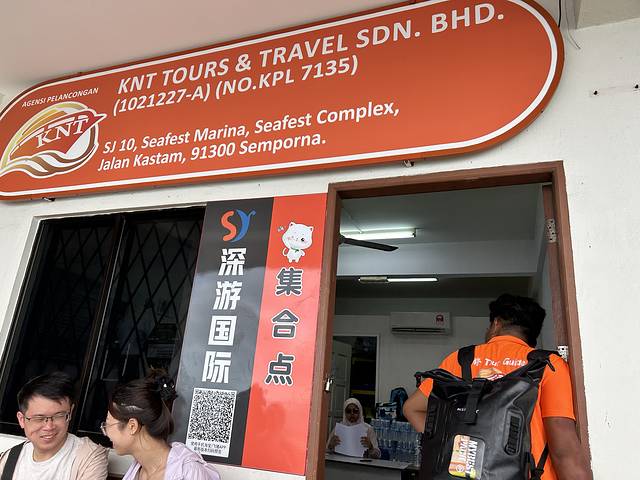 AGENSI PELANCONGAN
KNT TOURS & TRAVEL SDN. BHD.
(1021227-A) (NO.KPL 7135)
KNT
SJ 10, Seafest Marina, Seafest Complex,
Jalan Kastam, 91300 Semporna.
SY
深游国际
集合点